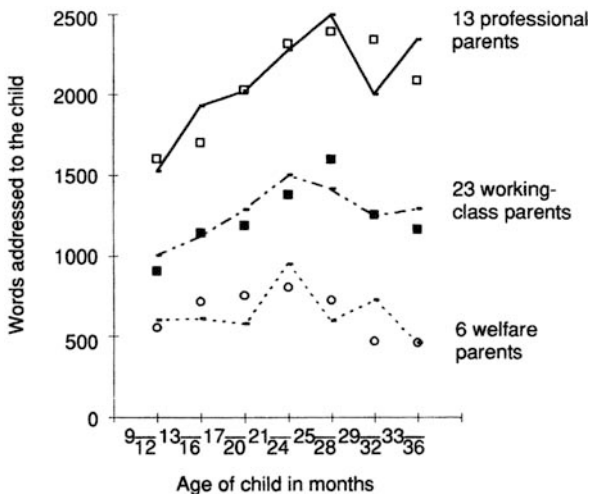 2500
2000
1500
1000
500
0
Words addressed to the child
13 professional
parents
23 working-
class parents
6 welfare
parents
9 13 17 21 25 29 33
12 16 20 24 28 32 36
Age of child in months